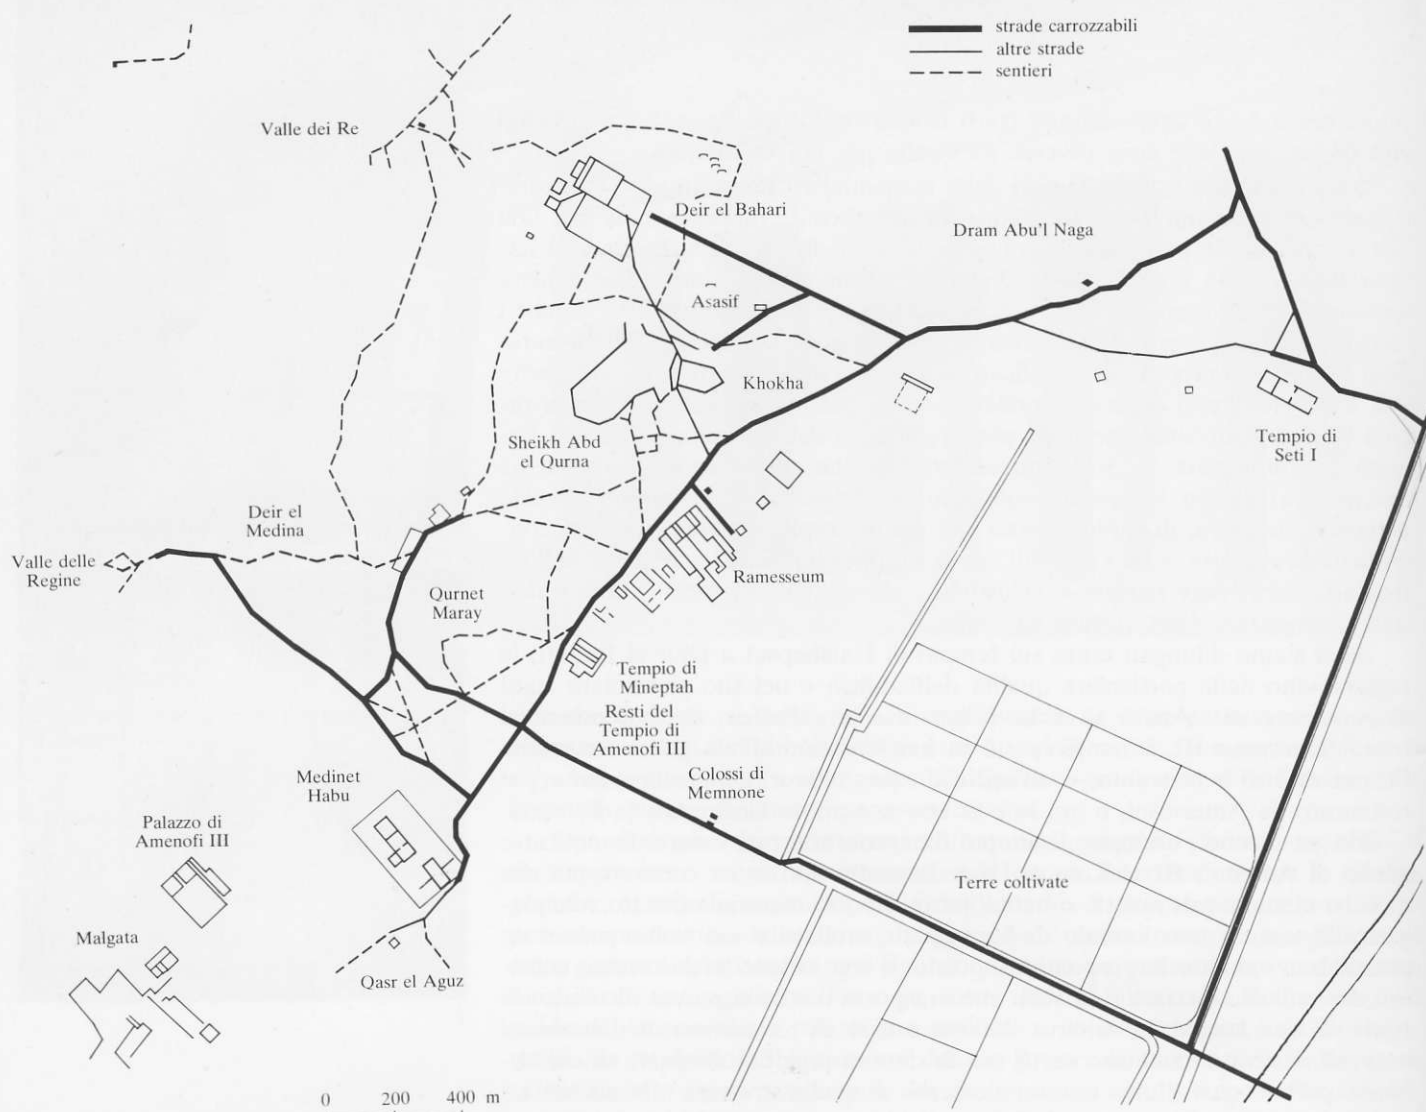 strade carrozzabili
altre strade
sentieri
Valle dei Re
Deir el Bahari
Dram Abu'l Naga
Asasif
Khokha
Sheikh Abd
el Qurna
Tempio di
Seti I
Deir el
Medina
Valle delle
Regine
Qurnet
Maray
Ramesseum
Tempio di
Mineptah
Resti del
Tempio di
Amenofi III
Colossi di
Memnone
Medinet
Habu
Palazzo di
Amenofi III
Terre coltivate
Malgata
Qasr el Aguz
0 200 400 m